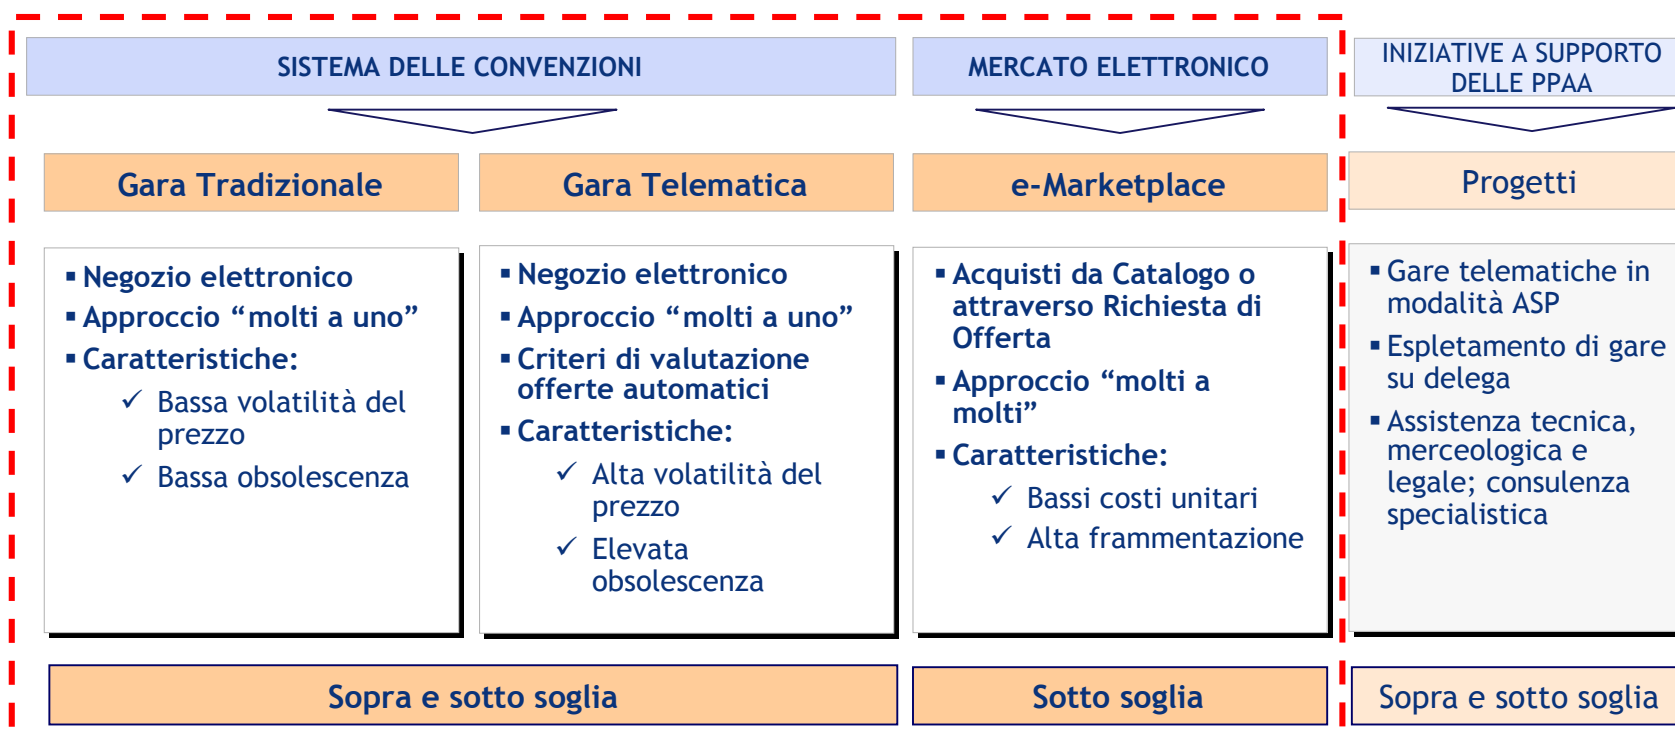 SISTEMA DELLE CONVENZIONI
MERCATO ELETTRONICO
INIZIATIVE A SUPPORTO
DELLE PPAA
Gara Tradizionale
Gara Telematica
e-Marketplace
Progetti
▪ Negozio elettronico
▪ Approccio “molti a uno”
▪ Caratteristiche:
✓ Bassa volatilità del
prezzo
✓ Bassa obsolescenza
▪ Negozio elettronico
▪ Approccio “molti a uno”
▪ Criteri di valutazione
offerte automatici
▪ Caratteristiche:
✓ Alta volatilità del
prezzo
✓ Elevata
obsolescenza
▪ Acquisti da Catalogo o
attraverso Richiesta di
Offerta
▪ Approccio “molti a
molti”
▪ Caratteristiche:
✓ Bassi costi unitari
✓ Alta frammentazione
▪ Gare telematiche in
modalità ASP
▪ Espletamento di gare
su delega
▪ Assistenza tecnica,
merceologica e
legale; consulenza
specialistica
Sopra e sotto soglia
Sotto soglia
Sopra e sotto soglia